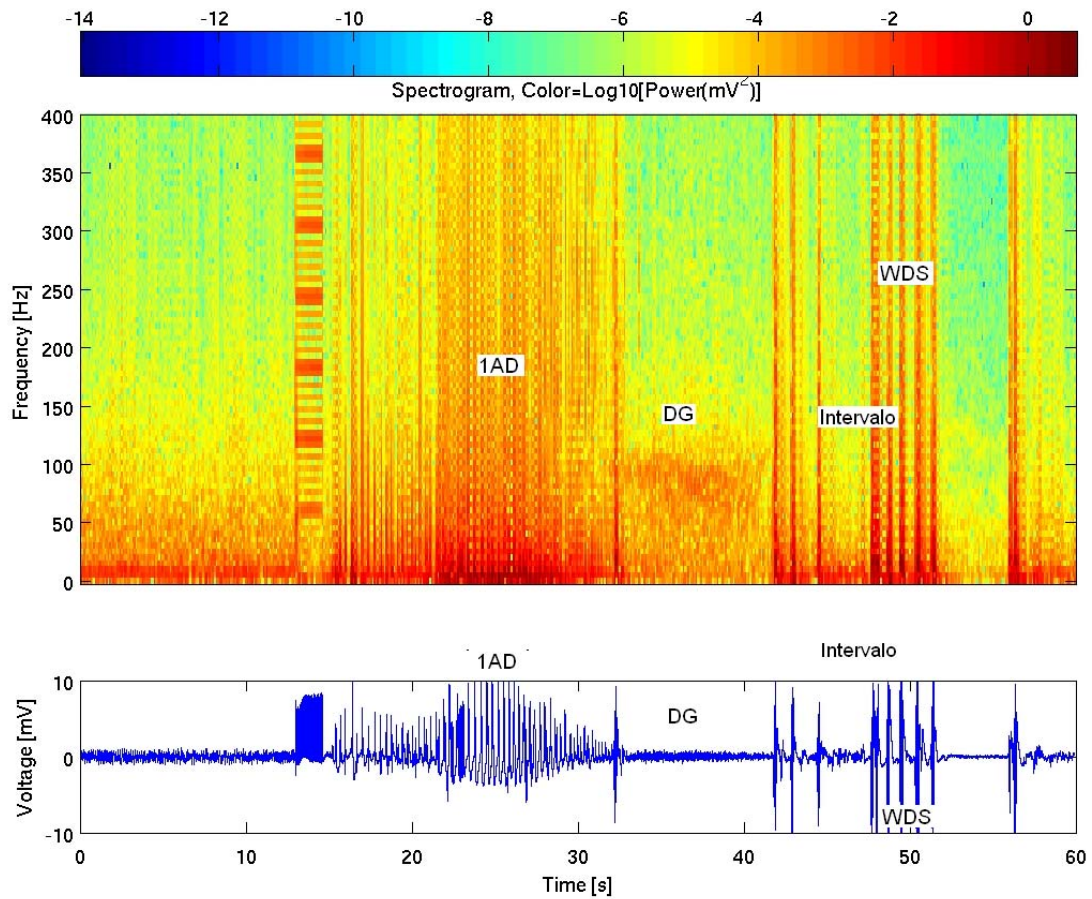 -14 -12 -10 -8 -6 -4 -2 0
Spectrogram, Color=Log10[Power(mV²)]
400
350
300
250
200
150
100
50
0
Frequency [Hz]
WDS
1AD
DG
Intervalo
1AD
Intervalo
10
0
-10
Voltage [mV]
DG
WDS
0 10 20 30 40 50 60
Time [s]